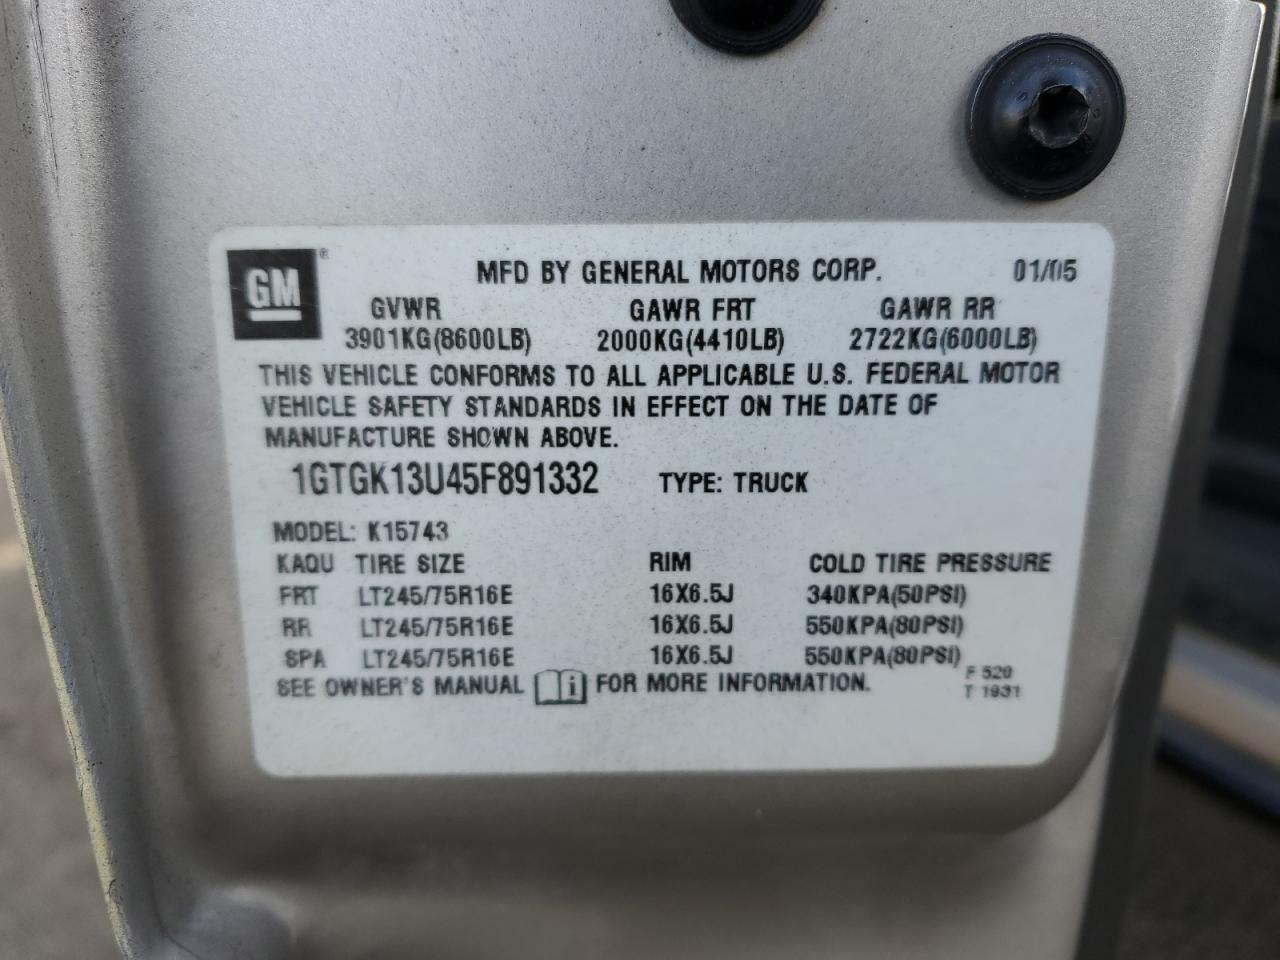 GM ®
MFD BY GENERAL MOTORS CORP. 01/05
GVWR GAWR FRT GAWR RR
3901KG(8600LB) 2000KG(4410LB) 2722KG(6000LB)
THIS VEHICLE CONFORMS TO ALL APPLICABLE U.S. FEDERAL MOTOR
VEHICLE SAFETY STANDARDS IN EFFECT ON THE DATE OF
MANUFACTURE SHOWN ABOVE.
1GTGK13U45F891332 TYPE: TRUCK
MODEL: K15743
KAQU TIRE SIZE RIM COLD TIRE PRESSURE
FRT LT245/75R16E 16X6.5J 340KPA(50PSI)
RR LT245/75R16E 16X6.5J 550KPA(80PSI)
SPA LT245/75R16E 16X6.5J 550KPA(80PSI)
SEE OWNER'S MANUAL i FOR MORE INFORMATION.
F 520
T 1931